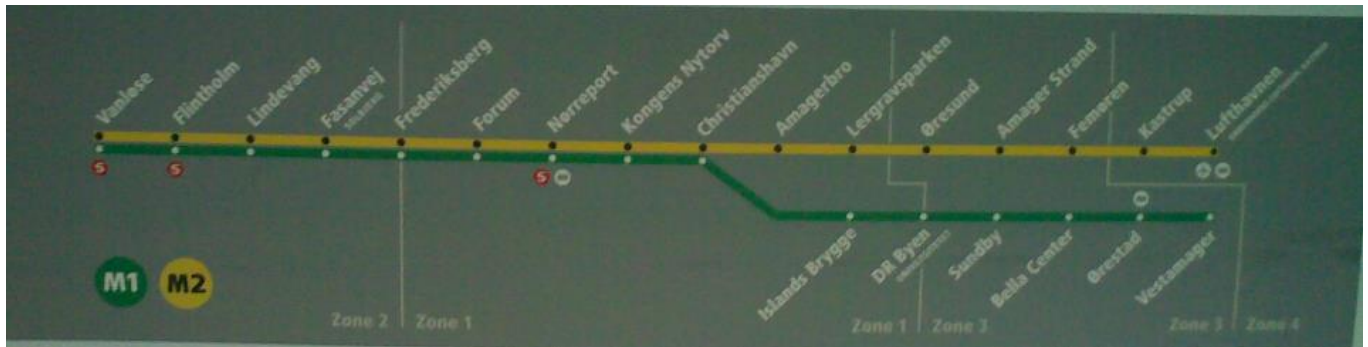 Vanløse
Flintholm
Lindevang
Fasanvej
Frederiksberg
Forum
Nørreport
Kongens Nytorv
Christianshavn
Amagerbro
Lergravsparken
Øresund
Amager Strand
Femøren
Kastrup
Lufthavnen
S
S
S
Islands Brygge
DR Byen
Sundby
Bella Center
Ørestad
Vestamager
M1
M2
Zone 2
Zone 1
Zone 1
Zone 3
Zone 3
Zone 4